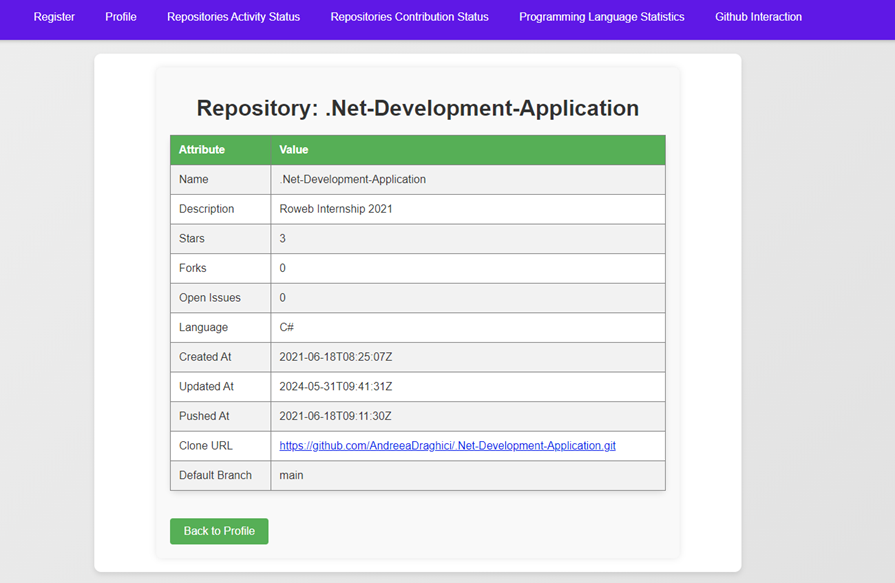 Register Profile Repositories Activity Status Repositories Contribution Status Programming Language Statistics Github Interaction
Repository: .Net-Development-Application
Attribute Value
Name .Net-Development-Application
Description Roweb Internship 2021
Stars 3
Forks 0
Open Issues 0
Language C#
Created At 2021-06-18T08:25:07Z
Updated At 2024-05-31T09:41:31Z
Pushed At 2021-06-18T09:11:30Z
Clone URL https://github.com/AndreeaDraghici/.Net-Development-Application.git
Default Branch main
Back to Profile